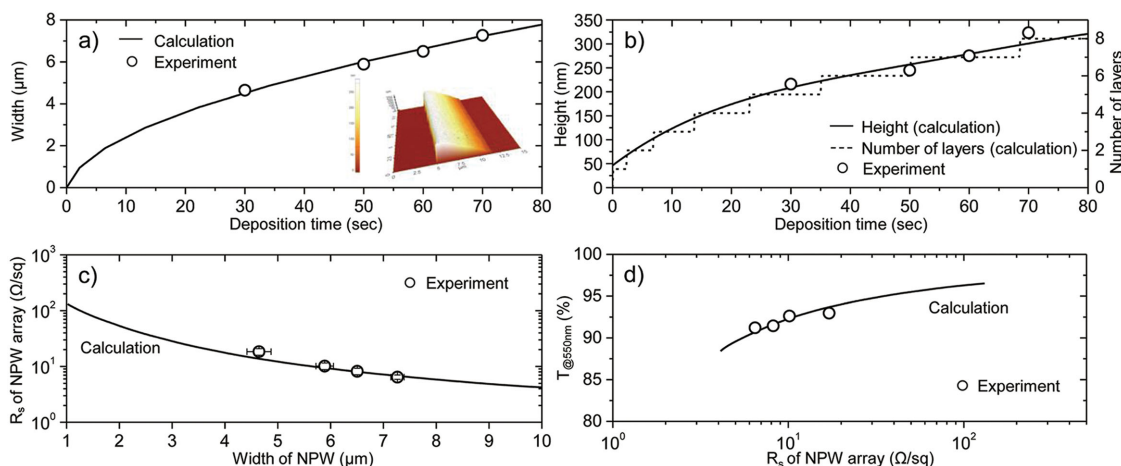 a)
Calculation
Experiment
Width (µm)
8
6
4
2
0
0 10 20 30 40 50 60 70 80
Deposition time (sec)
b)
Height (calculation)
Number of layers (calculation)
Experiment
Height (nm)
350
300
250
200
150
100
50
0
8
6
4
2
0
Number of layers
0 10 20 30 40 50 60 70 80
Deposition time (sec)
c)
Experiment
Calculation
Rs of NPW array (Ω/sq)
10³
10²
10¹
10⁰
1 2 3 4 5 6 7 8 9 10
Width of NPW (µm)
d)
Calculation
Experiment
T@550nm (%)
100
95
90
85
80
10⁰ 10¹ 10²
Rs of NPW array (Ω/sq)